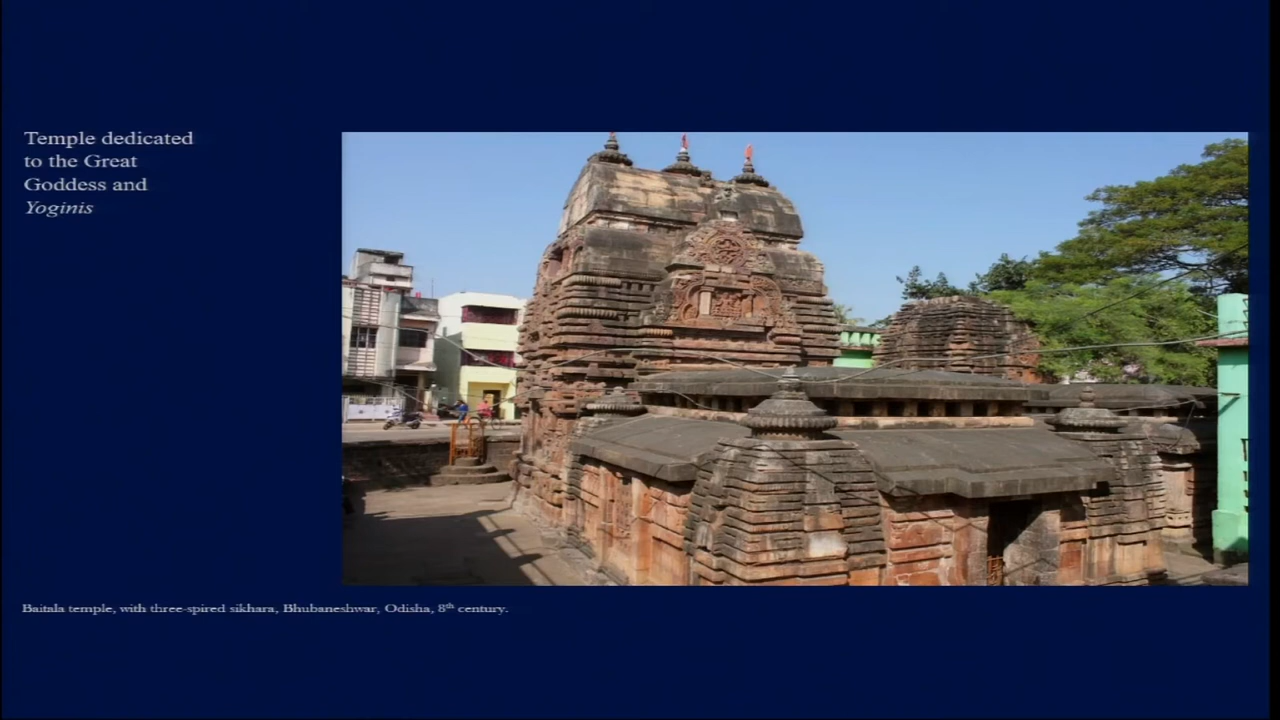 Temple dedicated
to the Great
Goddess and
Yoginis
Baitala temple, with three-spired sikhara, Bhubaneshwar, Odisha, 8th century.